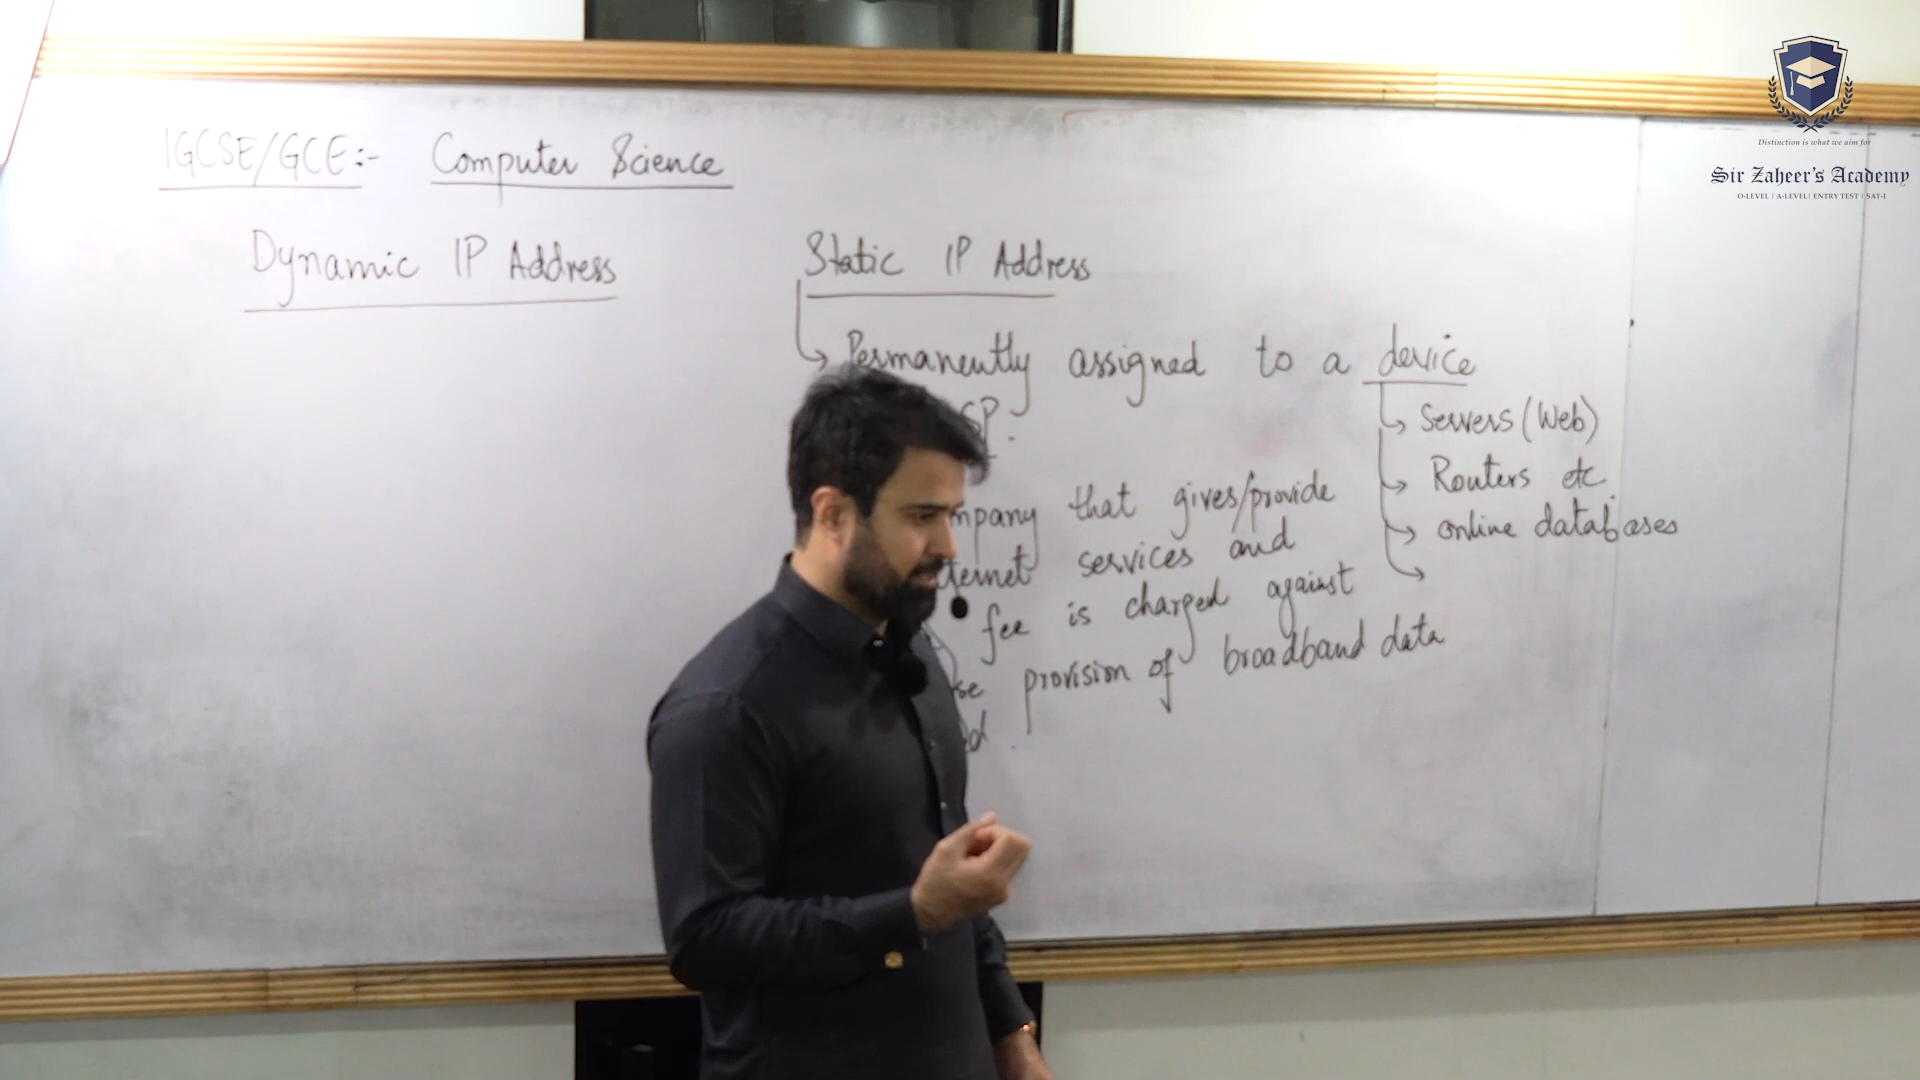 IGCSE/GCE:- Computer Science
Dynamic IP Address
Static IP Address
Permanently assigned to a device
Servers (Web)
Routers etc.
online databases
that gives/provide
services and
fee is charged against
provision of broadband data
Distinction is what we aim for
Sir Zaheer's Academy
O-LEVEL | A-LEVEL | ENTRY TEST | SAT-I